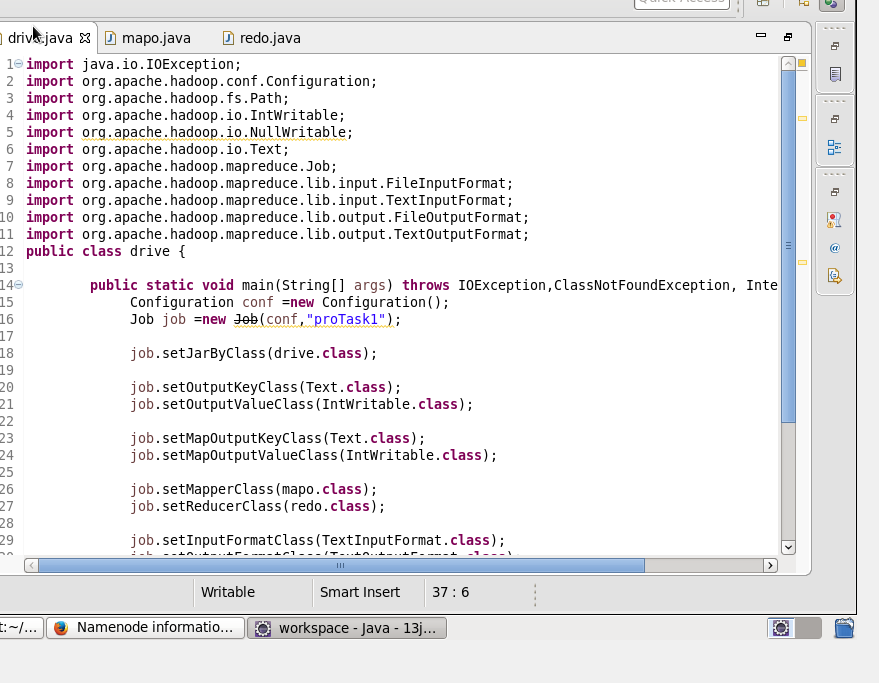 Quick Access
drive.java
mapo.java
redo.java
1 import java.io.IOException;
2 import org.apache.hadoop.conf.Configuration;
3 import org.apache.hadoop.fs.Path;
4 import org.apache.hadoop.io.IntWritable;
5 import org.apache.hadoop.io.NullWritable;
6 import org.apache.hadoop.io.Text;
7 import org.apache.hadoop.mapreduce.Job;
8 import org.apache.hadoop.mapreduce.lib.input.FileInputFormat;
9 import org.apache.hadoop.mapreduce.lib.input.TextInputFormat;
10 import org.apache.hadoop.mapreduce.lib.output.FileOutputFormat;
11 import org.apache.hadoop.mapreduce.lib.output.TextOutputFormat;
12 public class drive {
13
14 public static void main(String[] args) throws IOException,ClassNotFoundException, Inte
15 Configuration conf =new Configuration();
16 Job job =new Job(conf,"proTask1");
17
18 job.setJarByClass(drive.class);
19
20 job.setOutputKeyClass(Text.class);
21 job.setOutputValueClass(IntWritable.class);
22
23 job.setMapOutputKeyClass(Text.class);
24 job.setMapOutputValueClass(IntWritable.class);
25
26 job.setMapperClass(mapo.class);
27 job.setReducerClass(redo.class);
28
29 job.setInputFormatClass(TextInputFormat.class);
30 job.setOutputFormatClass(TextOutputFormat.class);
Writable
Smart Insert
37 : 6
t:~/...
Namenode informatio...
workspace - Java - 13j...